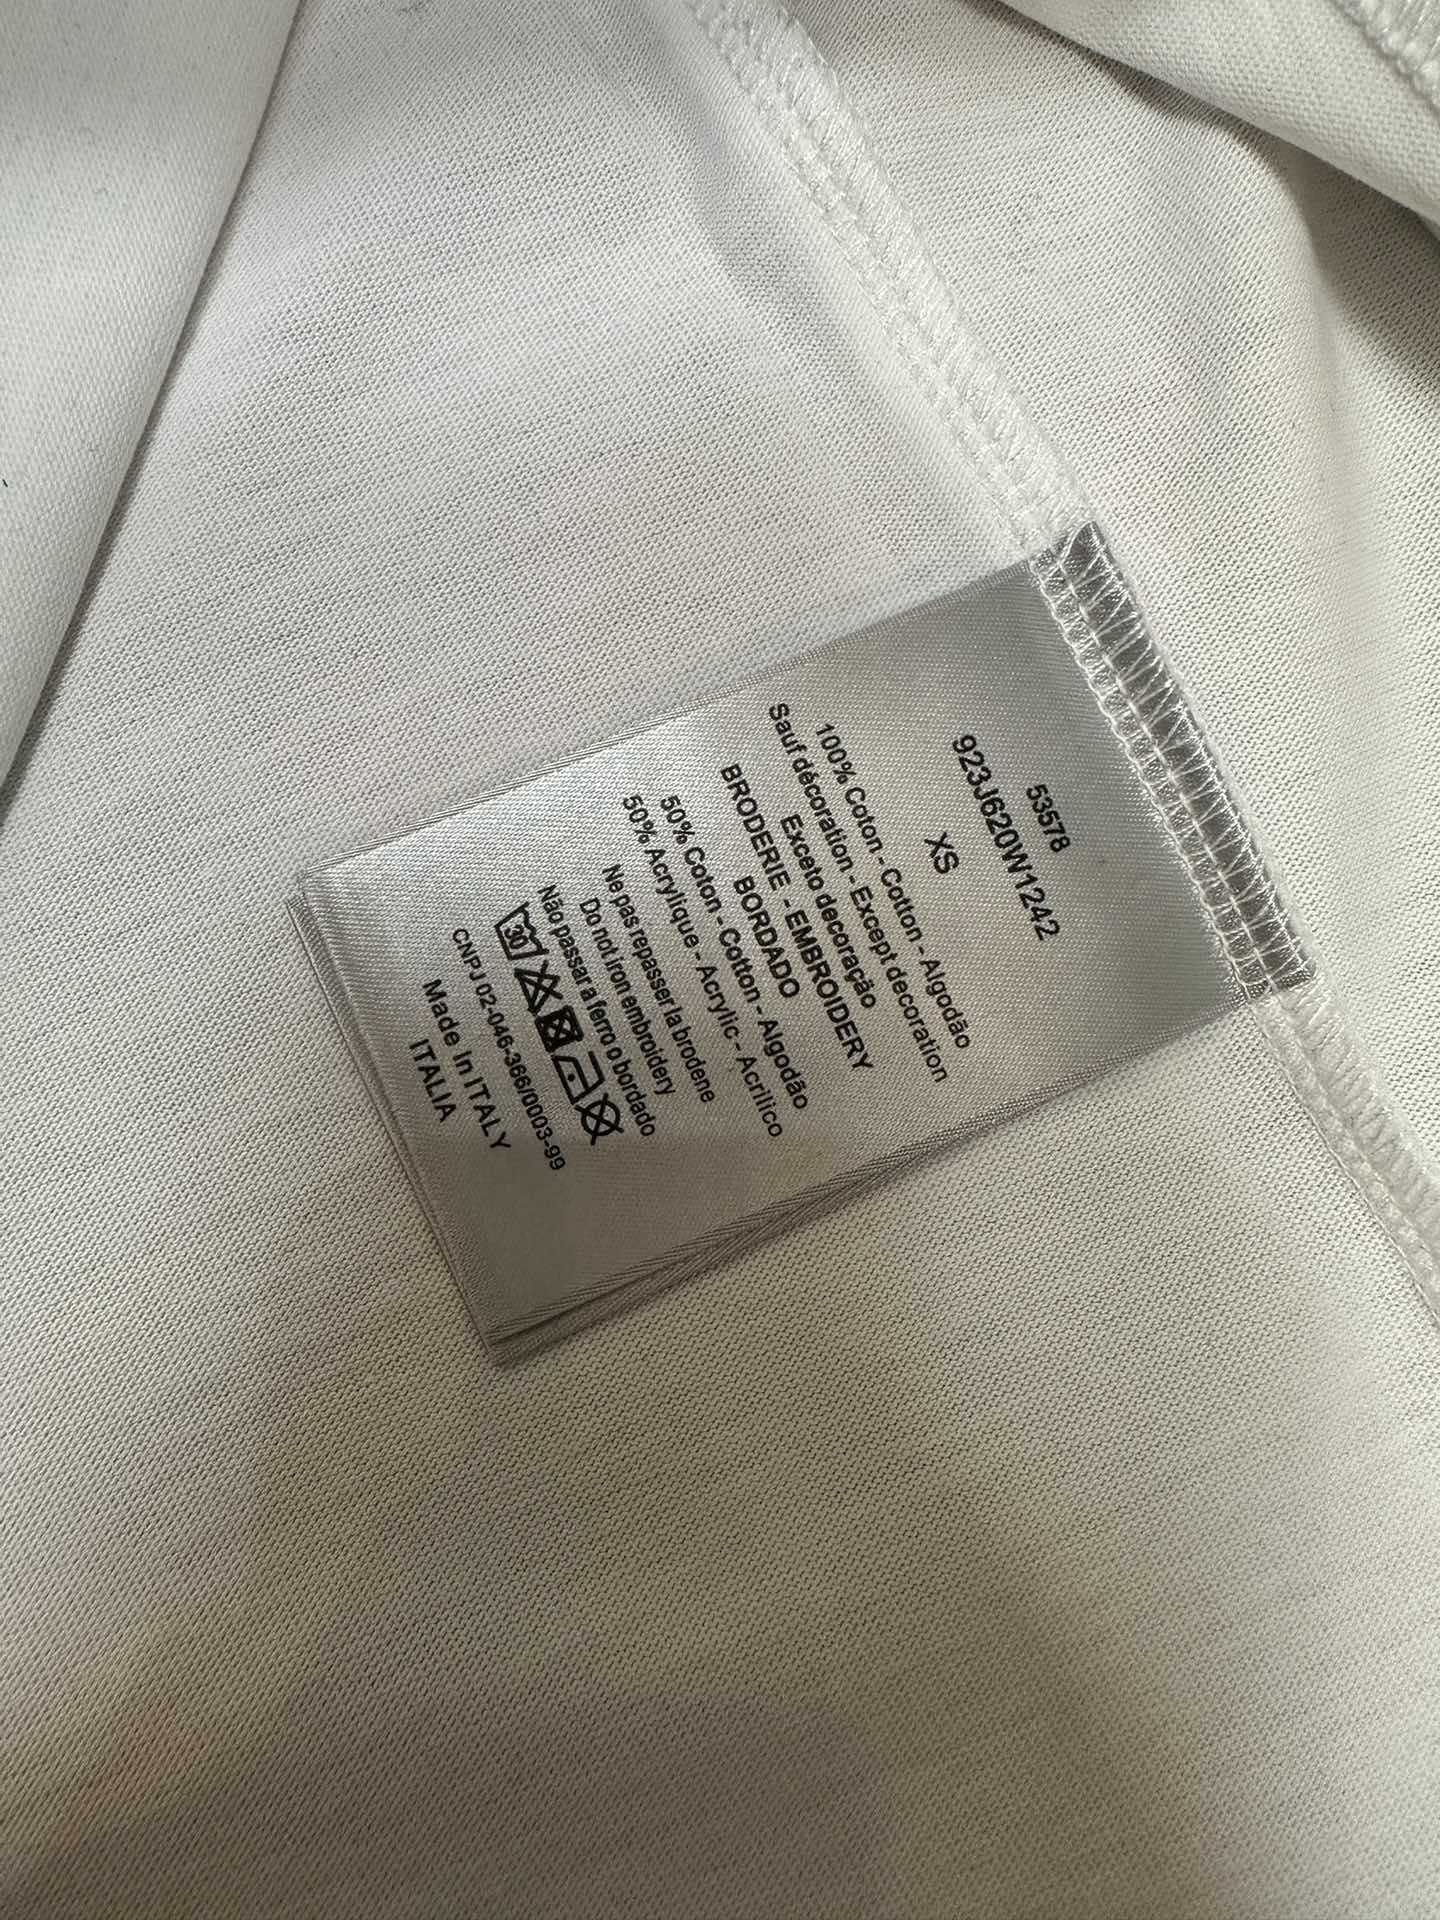 53578
923J620W1242
XS
100% Coton - Cotton - Algodão
Sauf décoration - Except decoration
Exceto decoração
BRODERIE - EMBROIDERY
BORDADO
50% Coton - Cotton - Algodão
50% Acrylique - Acrylic - Acrilico
Ne pas repasser la broderie
Do not iron embroidery
Não passar a ferro o bordado
30
CNPJ 02-046-366/0003-99
Made In ITALY
ITALIA